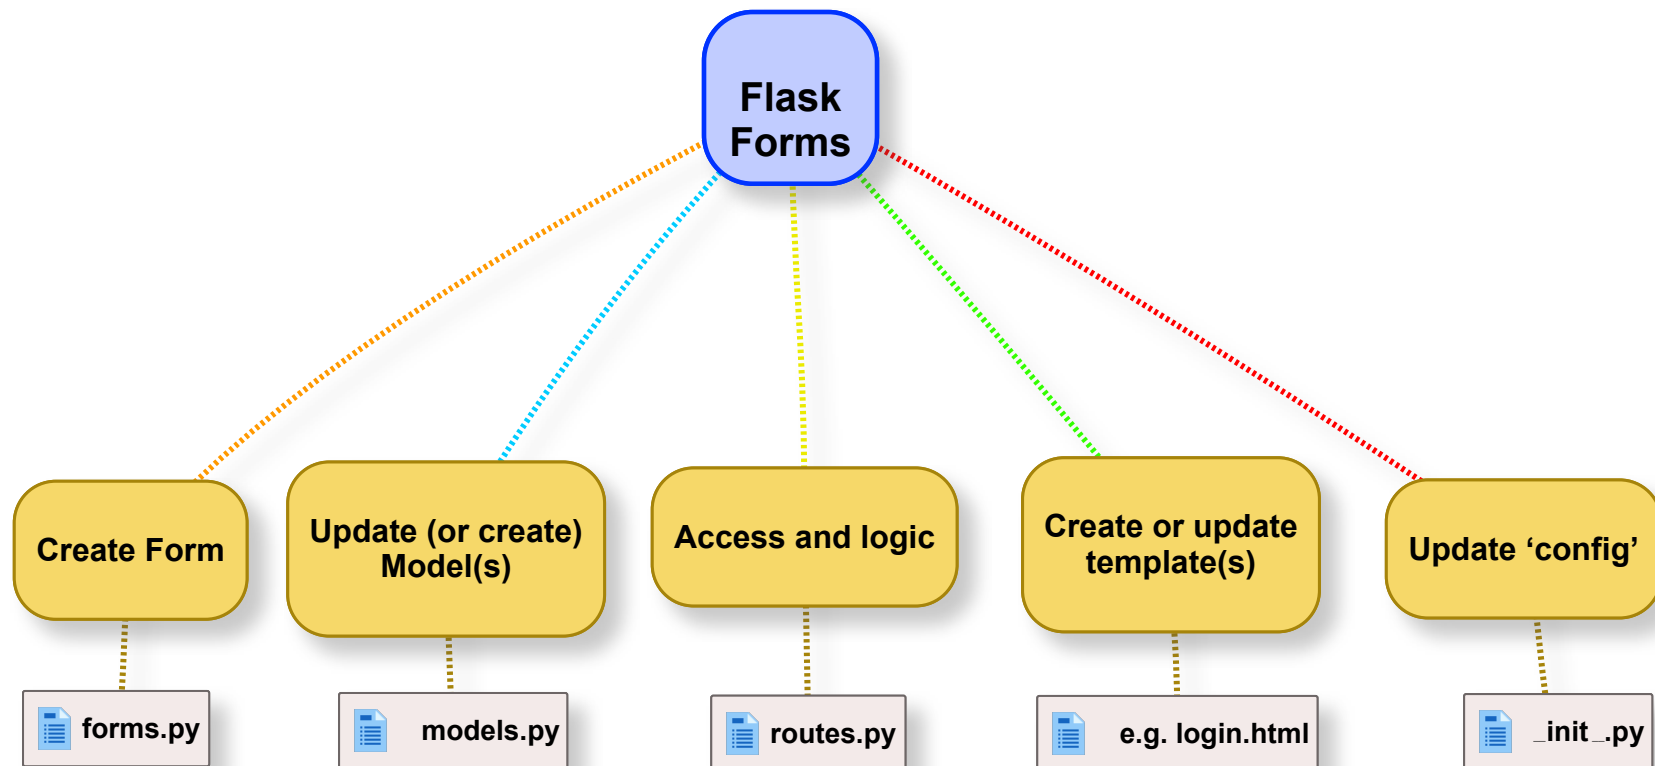 Flask
Forms
Create Form
Update (or create)
Model(s)
Access and logic
Create or update
template(s)
Update ‘config’
forms.py
models.py
routes.py
e.g. login.html
_init_.py